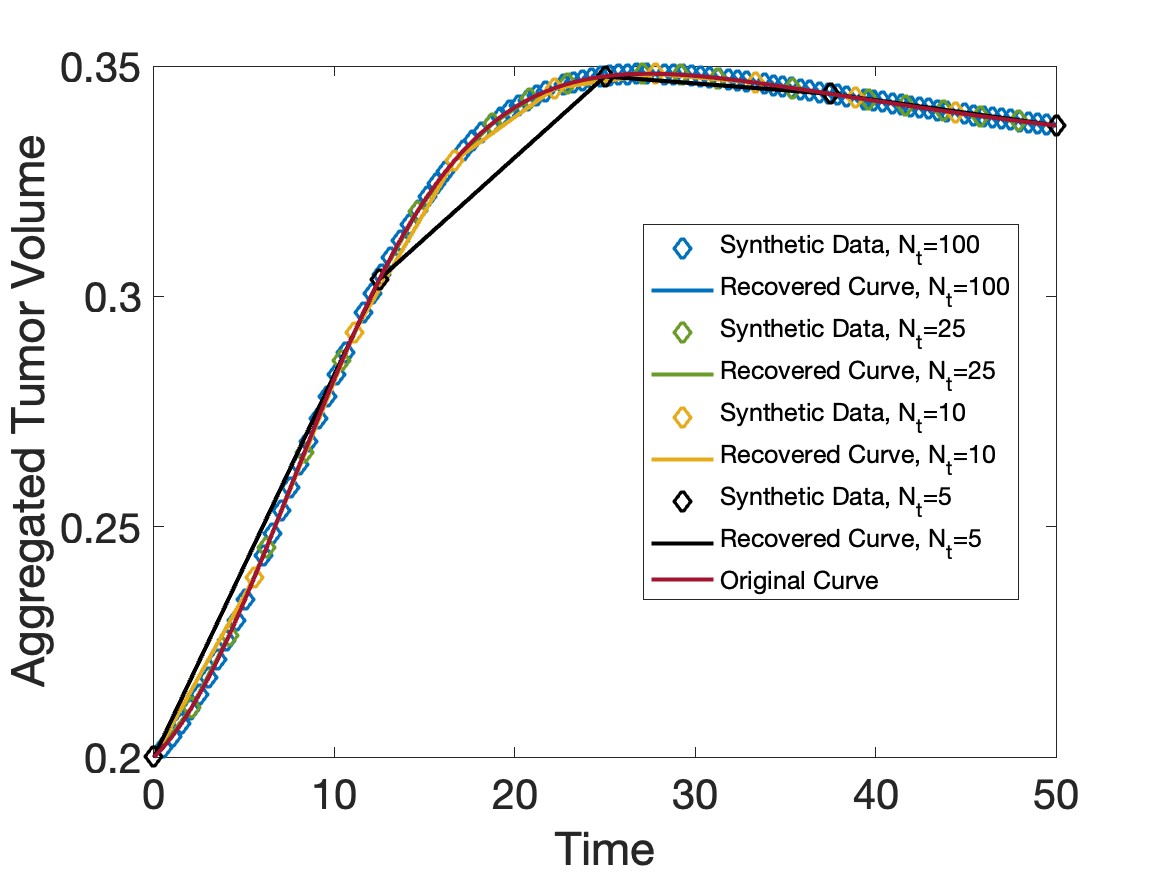 Aggregated Tumor Volume
0.35
0.3
0.25
0.2
0 10 20 30 40 50
Time
Synthetic Data, N_t=100
Recovered Curve, N_t=100
Synthetic Data, N_t=25
Recovered Curve, N_t=25
Synthetic Data, N_t=10
Recovered Curve, N_t=10
Synthetic Data, N_t=5
Recovered Curve, N_t=5
Original Curve